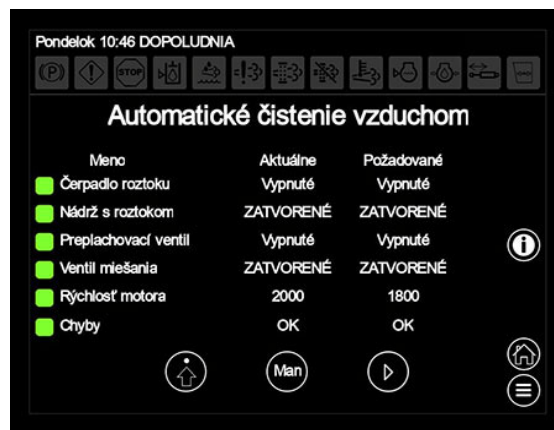 Pondelok 10:46 DOPOLUDNIA
(P) STOP
Automatické čistenie vzduchom
Meno Aktuálne Požadované
Čerpadlo roztoku Vypnuté Vypnuté
Nádrž s roztokom ZATVORENÉ ZATVORENÉ
Preplachovací ventil Vypnuté Vypnuté
Ventil miešania ZATVORENÉ ZATVORENÉ
Rýchlosť motora 2000 1800
Chyby OK OK
Man